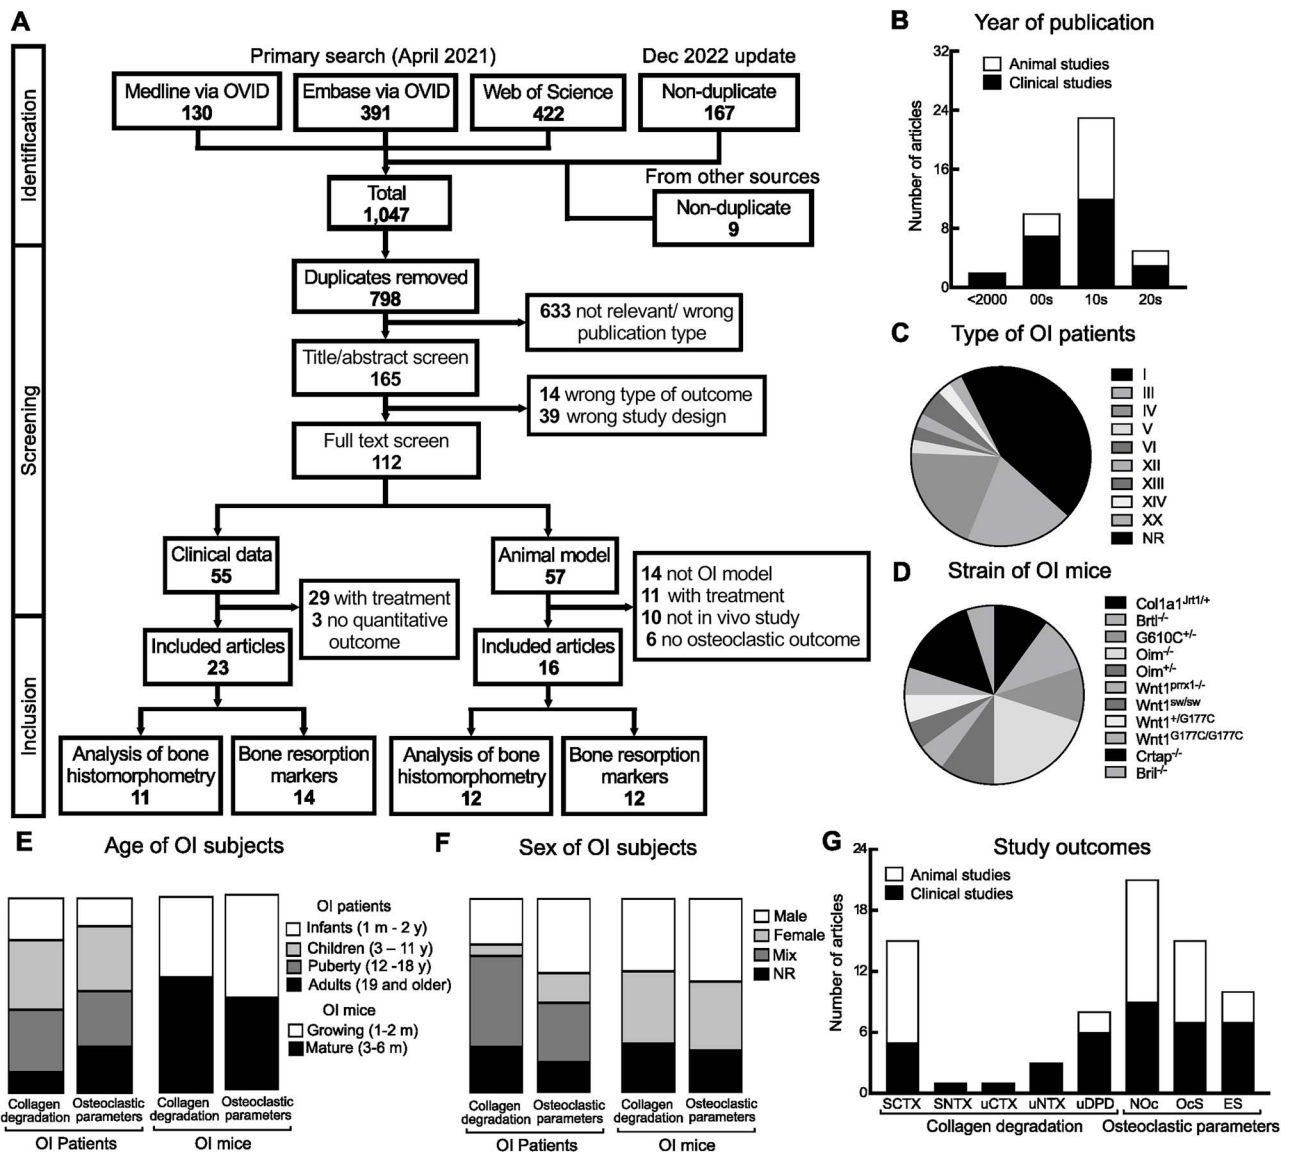 A
Primary search (April 2021)
Dec 2022 update
Medline via OVID
130
Embase via OVID
391
Web of Science
422
Non-duplicate
167
Identification
From other sources
Total
1,047
Non-duplicate
9
Duplicates removed
798
633 not relevant/ wrong
publication type
Title/abstract screen
165
14 wrong type of outcome
39 wrong study design
Full text screen
112
Screening
Clinical data
55
Animal model
57
29 with treatment
3 no quantitative
outcome
14 not OI model
11 with treatment
10 not in vivo study
6 no osteoclastic outcome
Included articles
23
Included articles
16
Inclusion
Analysis of bone
histomorphometry
11
Bone resorption
markers
14
Analysis of bone
histomorphometry
12
Bone resorption
markers
12
B
Year of publication
Number of articles
32
24
16
8
0
Animal studies
Clinical studies
<2000
00s
10s
20s
C
Type of OI patients
I
III
IV
V
VI
XII
XIII
XIV
XX
NR
D
Strain of OI mice
Col1a1Jrt1/+
Brtl-/-
G610C+/-
Oim-/-
Oim+/-
Wnt1prrx1-/-
Wnt1sw/sw
Wnt1+/G177C
Wnt1G177C/G177C
Crtap-/-
Bril-/-
E
Age of OI subjects
OI patients
Infants (1 m - 2 y)
Children (3 – 11 y)
Puberty (12 -18 y)
Adults (19 and older)
OI mice
Growing (1-2 m)
Mature (3-6 m)
Collagen
degradation
Osteoclastic
parameters
Collagen
degradation
Osteoclastic
parameters
OI Patients
OI mice
F
Sex of OI subjects
Male
Female
Mix
NR
Collagen
degradation
Osteoclastic
parameters
Collagen
degradation
Osteoclastic
parameters
OI Patients
OI mice
G
Study outcomes
Number of articles
24
18
12
6
0
Animal studies
Clinical studies
SCTX
SNTX
uCTX
uNTX
uDPD
NOc
OcS
ES
Collagen degradation
Osteoclastic parameters